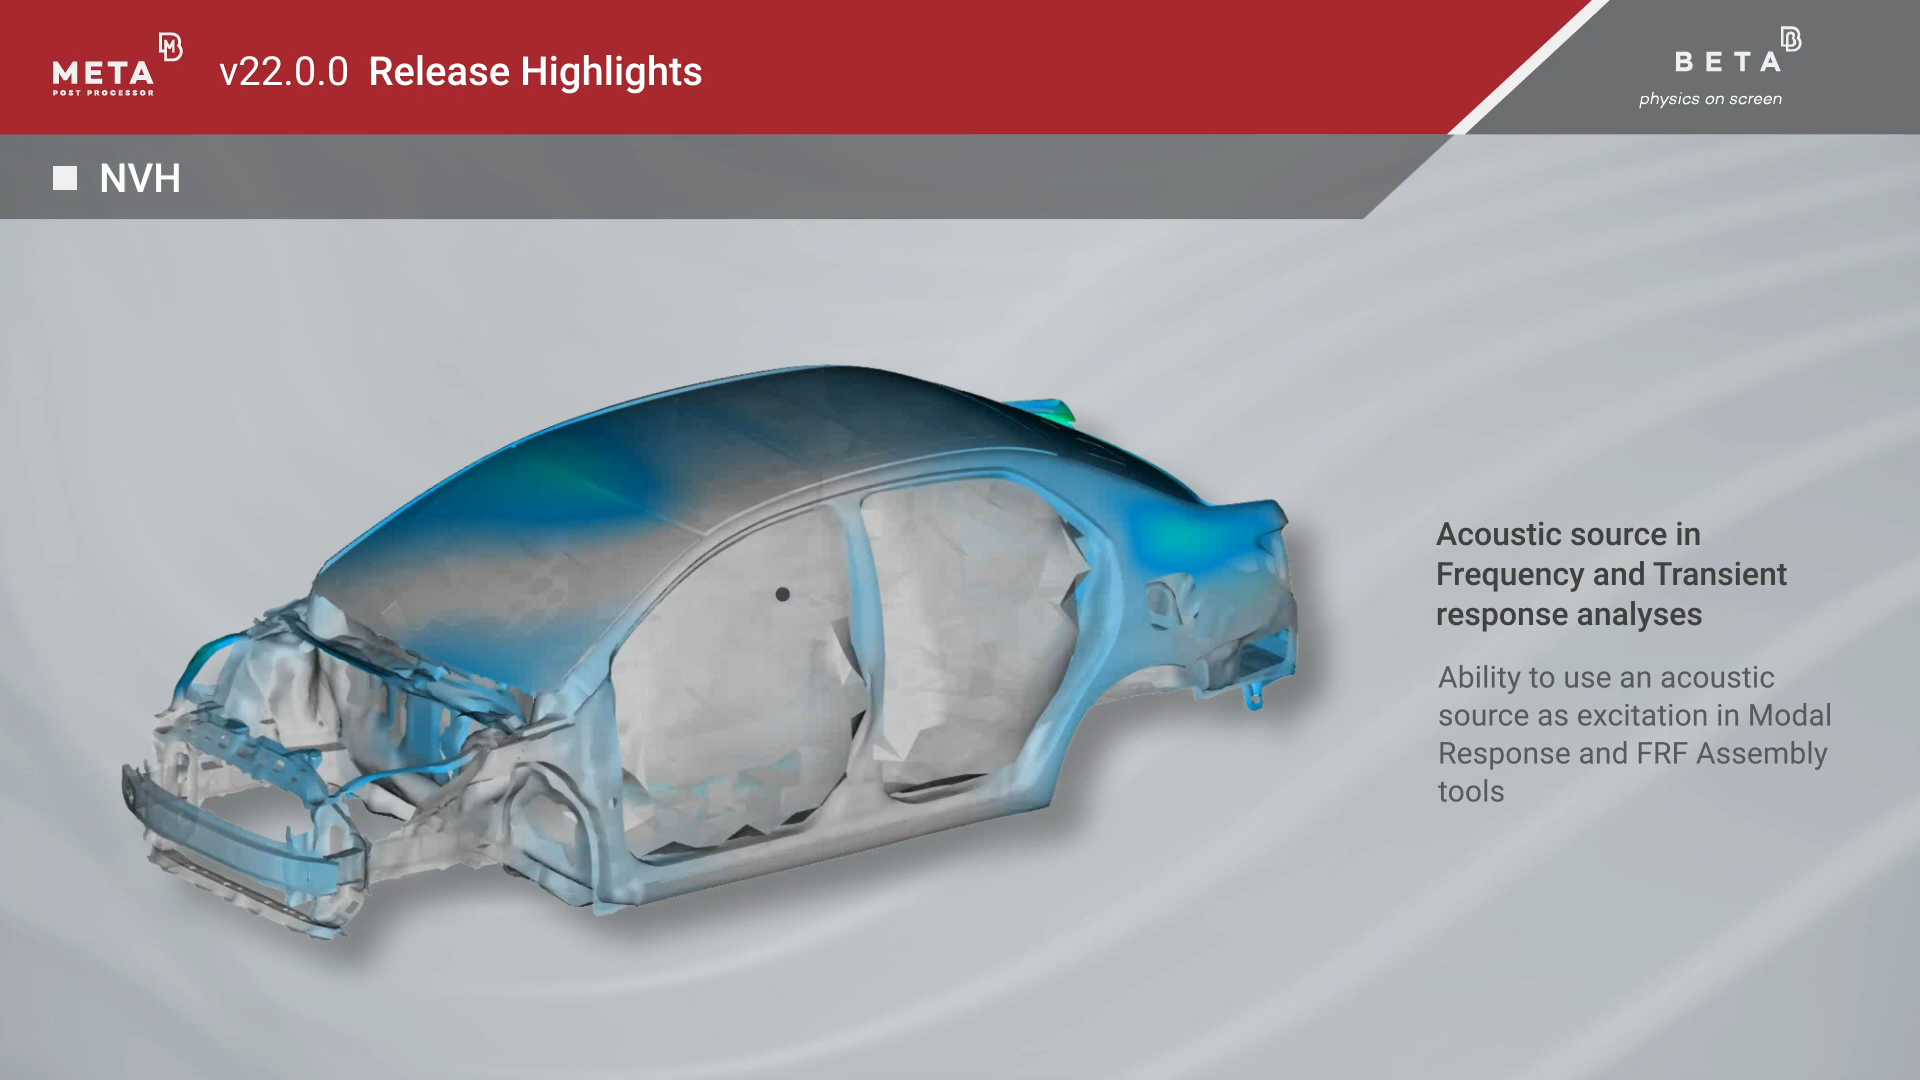 META
POST PROCESSOR
v22.0.0 Release Highlights
BETA
physics on screen
NVH
Acoustic source in
Frequency and Transient
response analyses
Ability to use an acoustic
source as excitation in Modal
Response and FRF Assembly
tools